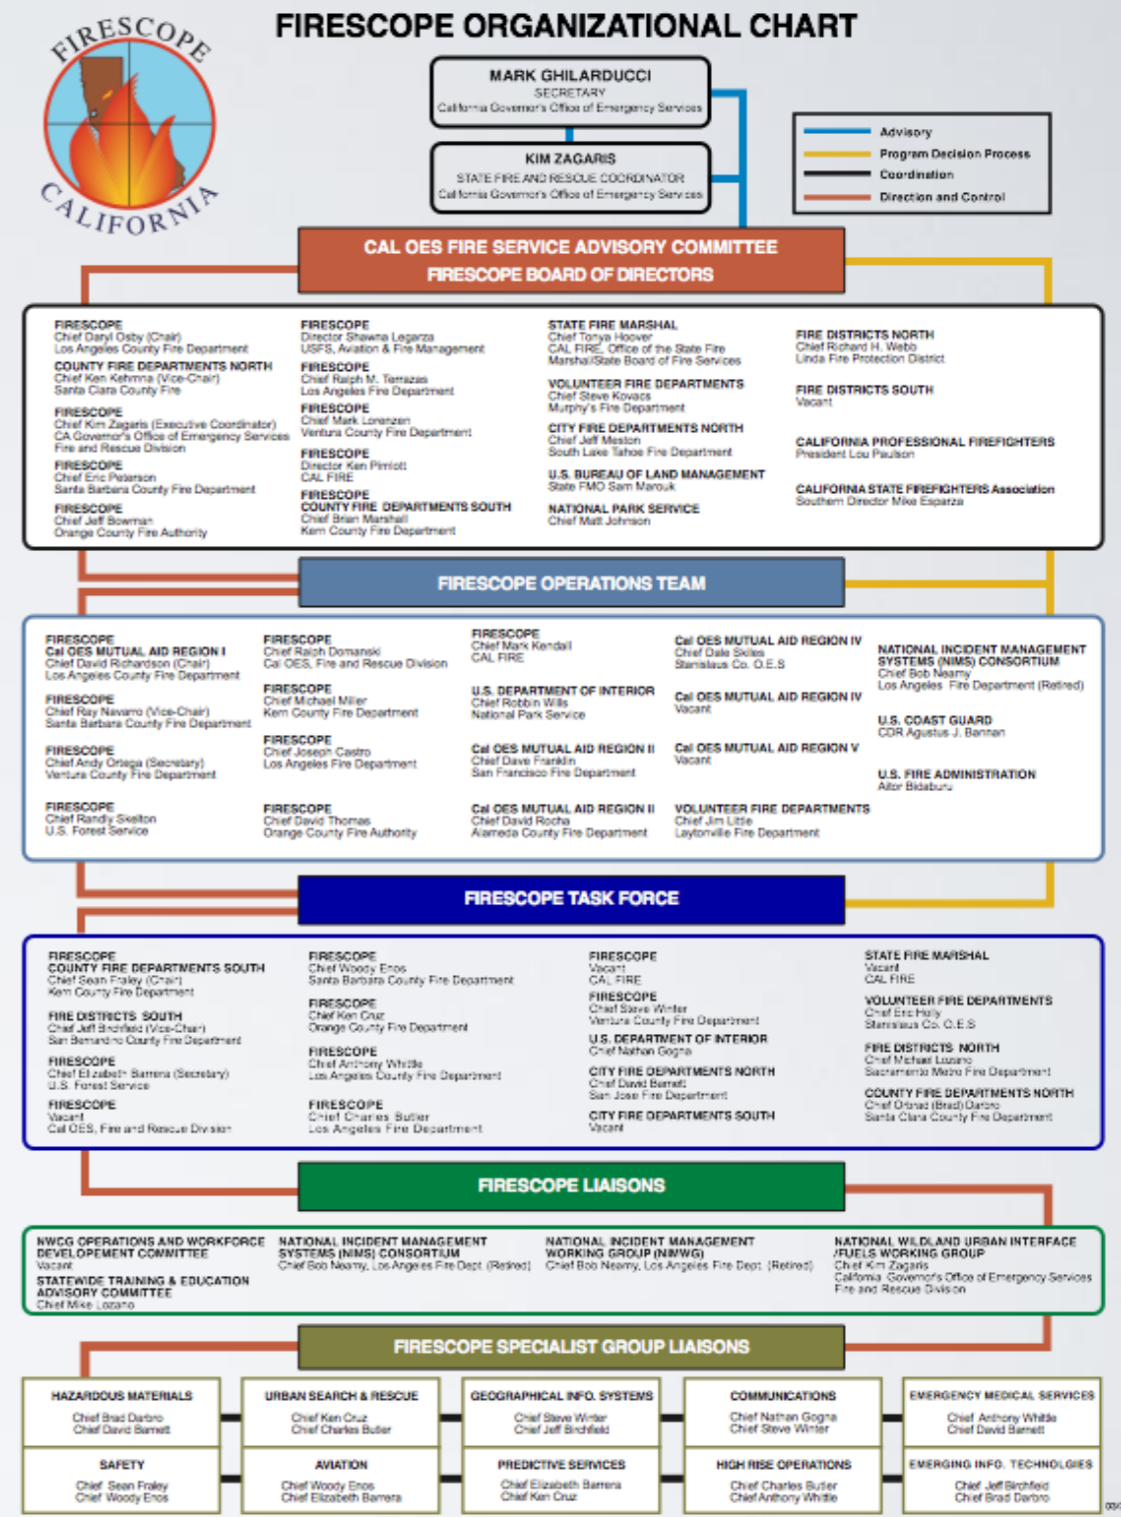 FIRESCOPE ORGANIZATIONAL CHART
FIRESCOPE
CALIFORNIA
MARK GHILARDUCCI
SECRETARY
California Governor's Office of Emergency Services
KIM ZAGARIS
STATE FIRE AND RESCUE COORDINATOR
California Governor's Office of Emergency Services
Advisory
Program Decision Process
Coordination
Direction and Control
CAL OES FIRE SERVICE ADVISORY COMMITTEE
FIRESCOPE BOARD OF DIRECTORS
FIRESCOPE
Chief Daryl Osby (Chair)
Los Angeles County Fire Department
COUNTY FIRE DEPARTMENTS NORTH
Chief Ken Kehmna (Vice-Chair)
Santa Clara County Fire
FIRESCOPE
Chief Kim Zagaris (Executive Coordinator)
CA Governor's Office of Emergency Services
Fire and Rescue Division
FIRESCOPE
Chief Eric Peterson
Santa Barbara County Fire Department
FIRESCOPE
Chief Jeff Bowman
Orange County Fire Authority
FIRESCOPE
Director Shawna Legarza
USFS, Aviation & Fire Management
FIRESCOPE
Chief Ralph M. Terrazas
Los Angeles Fire Department
FIRESCOPE
Chief Mark Lorenzen
Ventura County Fire Department
FIRESCOPE
Director Ken Pimlott
CAL FIRE
FIRESCOPE
COUNTY FIRE DEPARTMENTS SOUTH
Chief Brian Marshall
Kern County Fire Department
STATE FIRE MARSHAL
Chief Tonya Hoover
CAL FIRE, Office of the State Fire
Marshal/State Board of Fire Services
VOLUNTEER FIRE DEPARTMENTS
Chief Steve Kovacs
Murphy's Fire Department
CITY FIRE DEPARTMENTS NORTH
Chief Jeff Meston
South Lake Tahoe Fire Department
U.S. BUREAU OF LAND MANAGEMENT
State FMO Sam Marouk
NATIONAL PARK SERVICE
Chief Matt Johnson
FIRE DISTRICTS NORTH
Chief Richard H. Webb
Linda Fire Protection District
FIRE DISTRICTS SOUTH
Vacant
CALIFORNIA PROFESSIONAL FIREFIGHTERS
President Lou Paulson
CALIFORNIA STATE FIREFIGHTERS Association
Southern Director Mike Esparza
FIRESCOPE OPERATIONS TEAM
FIRESCOPE
Cal OES MUTUAL AID REGION I
Chief David Richardson (Chair)
Los Angeles County Fire Department
FIRESCOPE
Chief Ray Navarro (Vice-Chair)
Santa Barbara County Fire Department
FIRESCOPE
Chief Andy Ortega (Secretary)
Ventura County Fire Department
FIRESCOPE
Chief Randly Skelton
U.S. Forest Service
FIRESCOPE
Chief Ralph Domanski
Cal OES, Fire and Rescue Division
FIRESCOPE
Chief Michael Miller
Kern County Fire Department
FIRESCOPE
Chief Joseph Castro
Los Angeles Fire Department
FIRESCOPE
Chief David Thomas
Orange County Fire Authority
FIRESCOPE
Chief Mark Kendall
CAL FIRE
U.S. DEPARTMENT OF INTERIOR
Chief Robbin Wills
National Park Service
Cal OES MUTUAL AID REGION II
Chief Dave Franklin
San Francisco Fire Department
Cal OES MUTUAL AID REGION II
Chief David Rocha
Alameda County Fire Department
Cal OES MUTUAL AID REGION IV
Chief Dale Skiles
Stanislaus Co. O.E.S
Cal OES MUTUAL AID REGION IV
Vacant
Cal OES MUTUAL AID REGION V
Vacant
VOLUNTEER FIRE DEPARTMENTS
Chief Jim Little
Laytonville Fire Department
NATIONAL INCIDENT MANAGEMENT
SYSTEMS (NIMS) CONSORTIUM
Chief Bob Neamy
Los Angeles Fire Department (Retired)
U.S. COAST GUARD
CDR Agustus J. Bannan
U.S. FIRE ADMINISTRATION
Aitor Bidaburu
FIRESCOPE TASK FORCE
FIRESCOPE
COUNTY FIRE DEPARTMENTS SOUTH
Chief Sean Fraley (Chair)
Kern County Fire Department
FIRE DISTRICTS SOUTH
Chief Jeff Birchfield (Vice-Chair)
San Bernardino County Fire Department
FIRESCOPE
Chief Elizabeth Barrera (Secretary)
U.S. Forest Service
FIRESCOPE
Vacant
Cal OES, Fire and Rescue Division
FIRESCOPE
Chief Woody Enos
Santa Barbara County Fire Department
FIRESCOPE
Chief Ken Cruz
Orange County Fire Department
FIRESCOPE
Chief Anthony Whittle
Los Angeles County Fire Department
FIRESCOPE
Chief Charles Butler
Los Angeles Fire Department
FIRESCOPE
Vacant
CAL FIRE
FIRESCOPE
Chief Steve Winter
Ventura County Fire Department
U.S. DEPARTMENT OF INTERIOR
Chief Nathan Gogna
CITY FIRE DEPARTMENTS NORTH
Chief David Barnett
San Jose Fire Department
CITY FIRE DEPARTMENTS SOUTH
Vacant
STATE FIRE MARSHAL
Vacant
CAL FIRE
VOLUNTEER FIRE DEPARTMENTS
Chief Eric Holly
Stanislaus Co. O.E.S
FIRE DISTRICTS NORTH
Chief Michael Lozano
Sacramento Metro Fire Department
COUNTY FIRE DEPARTMENTS NORTH
Chief (Brad) Darbro
Santa Clara County Fire Department
FIRESCOPE LIAISONS
NWCG OPERATIONS AND WORKFORCE
DEVELOPEMENT COMMITTEE
Vacant
STATEWIDE TRAINING & EDUCATION
ADVISORY COMMITTEE
Chief Mike Lozano
NATIONAL INCIDENT MANAGEMENT
SYSTEMS (NIMS) CONSORTIUM
Chief Bob Neamy, Los Angeles Fire Dept. (Retired)
NATIONAL INCIDENT MANAGEMENT
WORKING GROUP (NIMWG)
Chief Bob Neamy, Los Angeles Fire Dept. (Retired)
NATIONAL WILDLAND URBAN INTERFACE
/FUELS WORKING GROUP
Chief Kim Zagaris
California Governor's Office of Emergency Services
Fire and Rescue Division
FIRESCOPE SPECIALIST GROUP LIAISONS
HAZARDOUS MATERIALS
Chief Brad Darbro
Chief David Barnett
URBAN SEARCH & RESCUE
Chief Ken Cruz
Chief Charles Butler
GEOGRAPHICAL INFO. SYSTEMS
Chief Steve Winter
Chief Jeff Birchfield
COMMUNICATIONS
Chief Nathan Gogna
Chief Steve Winter
EMERGENCY MEDICAL SERVICES
Chief Anthony Whittle
Chief David Barnett
SAFETY
Chief Sean Fraley
Chief Woody Enos
AVIATION
Chief Woody Enos
Chief Elizabeth Barrera
PREDICTIVE SERVICES
Chief Elizabeth Barrera
Chief Ken Cruz
HIGH RISE OPERATIONS
Chief Charles Butler
Chief Anthony Whittle
EMERGING INFO. TECHNOLGIES
Chief Jeff Birchfield
Chief Brad Darbro